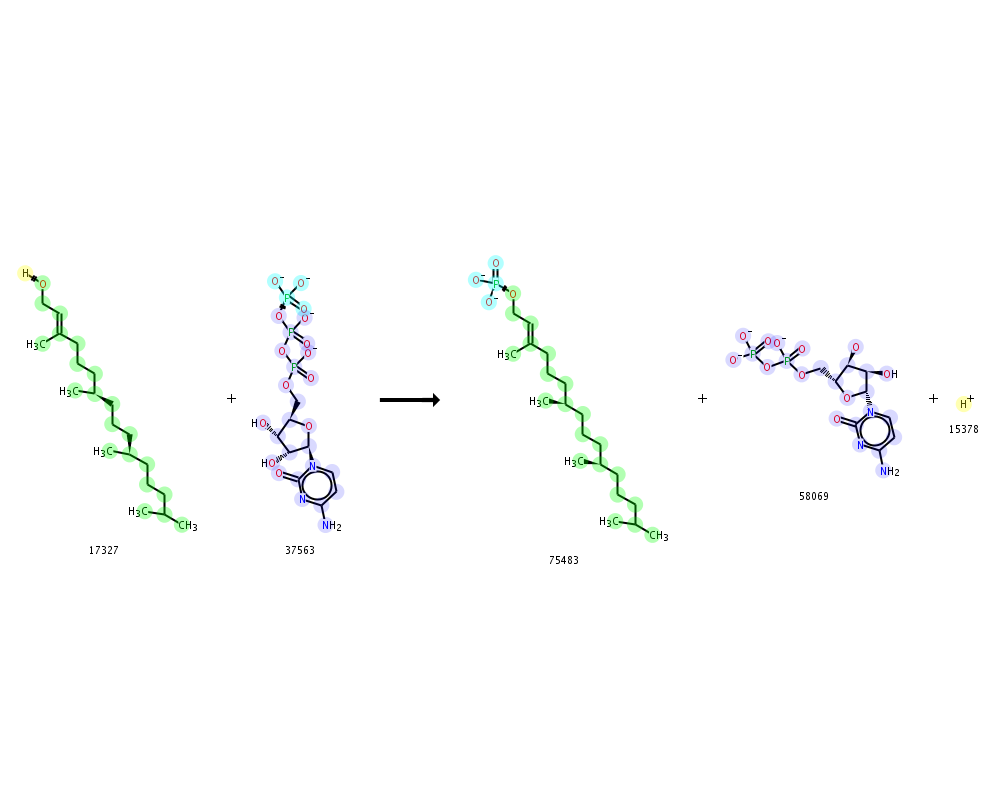 H O H₃C H₃C H₃C H₃C CH₃
17327
+
O⁻ O⁻ P O O O⁻ P O O O⁻ P O O HO O HO N O N NH₂
37563
O O⁻ P O O⁻ H₃C H₃C H₃C H₃C CH₃
75483
+
O⁻ O⁻ P O O⁻ O P O O O O OH N O N NH₂
58069
+
H⁺
15378